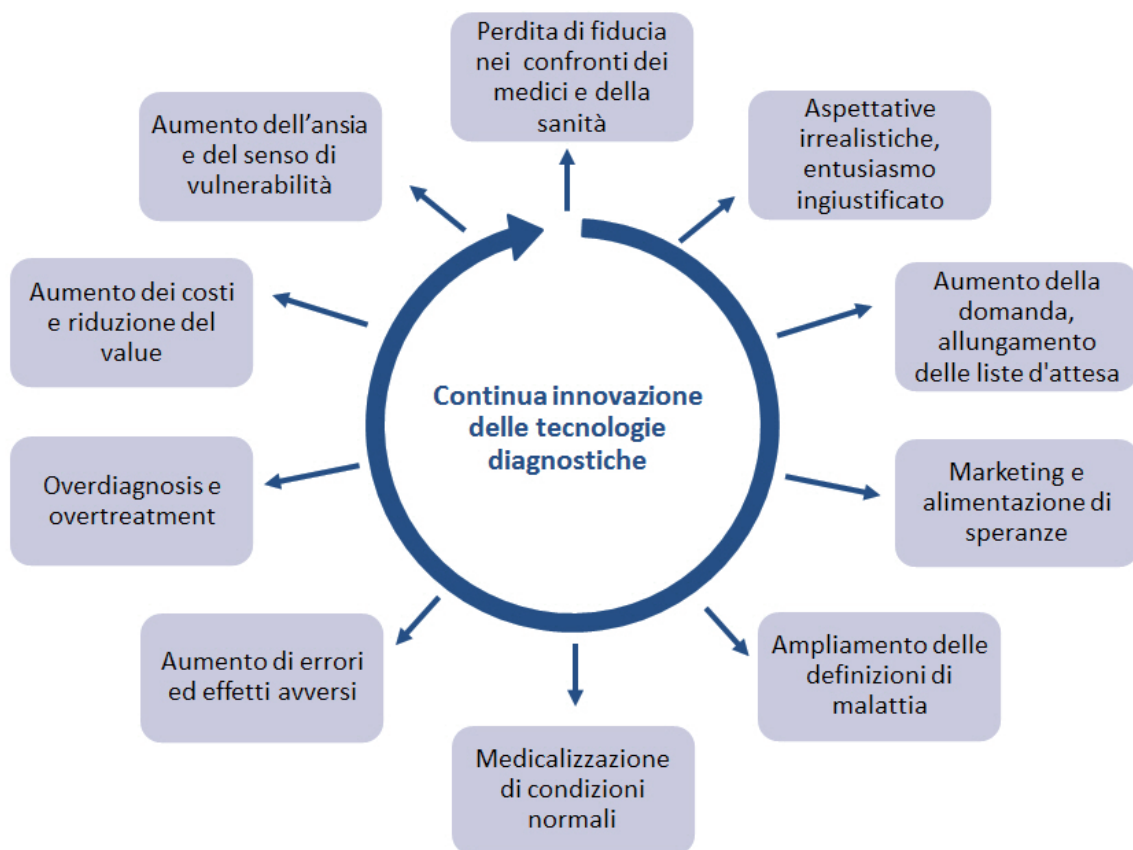 Perdita di fiducia
nei confronti dei
medici e della
sanità
Aspettative
irrealistiche,
entusiasmo
ingiustificato
Aumento della
domanda,
allungamento
delle liste d'attesa
Marketing e
alimentazione di
speranze
Ampliamento delle
definizioni di
malattia
Medicalizzazione
di condizioni
normali
Aumento di errori
ed effetti avversi
Overdiagnosis e
overtreatment
Aumento dei costi
e riduzione del
value
Aumento dell’ansia
e del senso di
vulnerabilità
Continua innovazione
delle tecnologie
diagnostiche